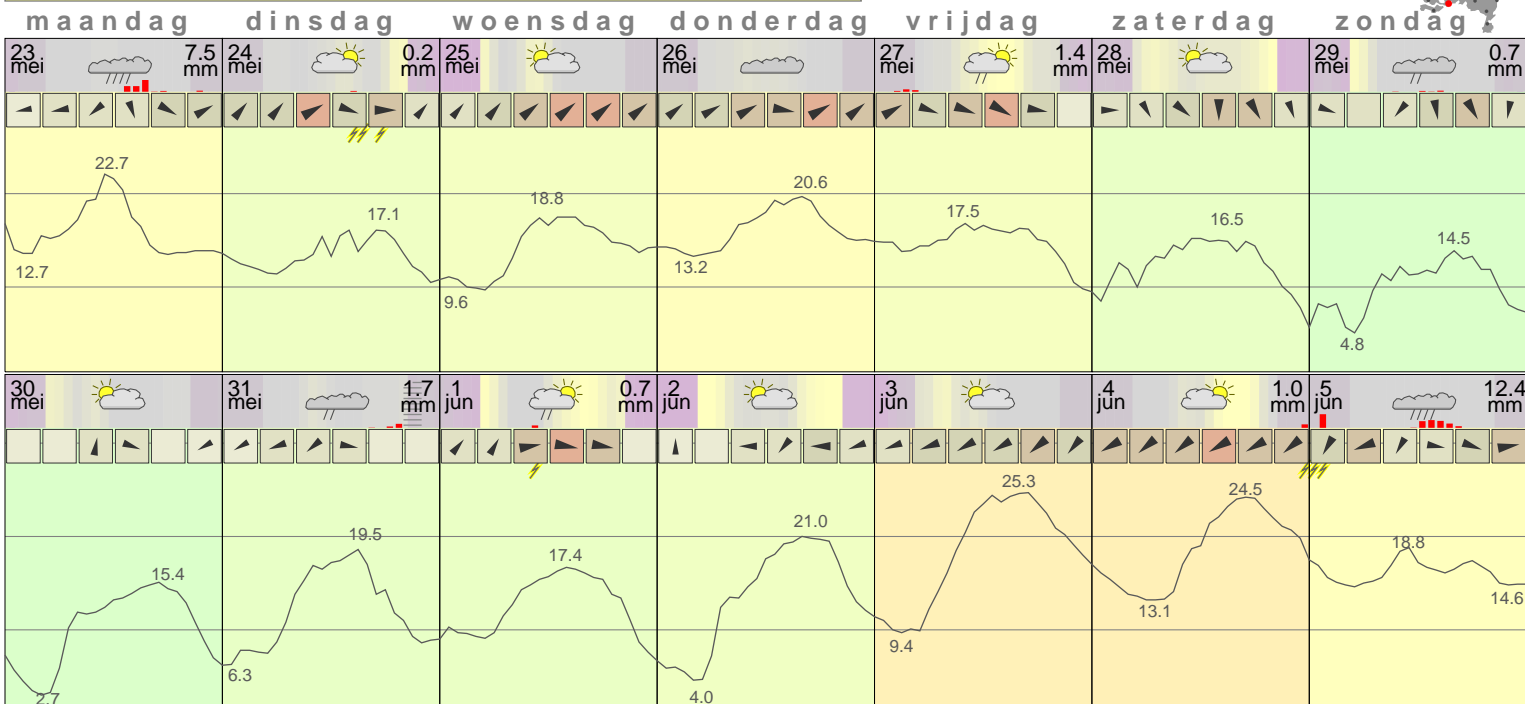 maandag dinsdag woensdag donderdag vrijdag zaterdag zondag
23 mei 7.5 mm
24 mei 0.2 mm
25 mei
26 mei
27 mei 1.4 mm
28 mei
29 mei 0.7 mm
22.7
12.7
17.1
9.6
18.8
13.2
20.6
17.5
16.5
14.5
4.8
30 mei
31 mei 1.7 mm
1 jun 0.7 mm
2 jun
3 jun
4 jun 1.0 mm
5 jun 12.4 mm
15.4
2.7
19.5
6.3
17.4
21.0
4.0
25.3
9.4
24.5
13.1
18.8
14.6